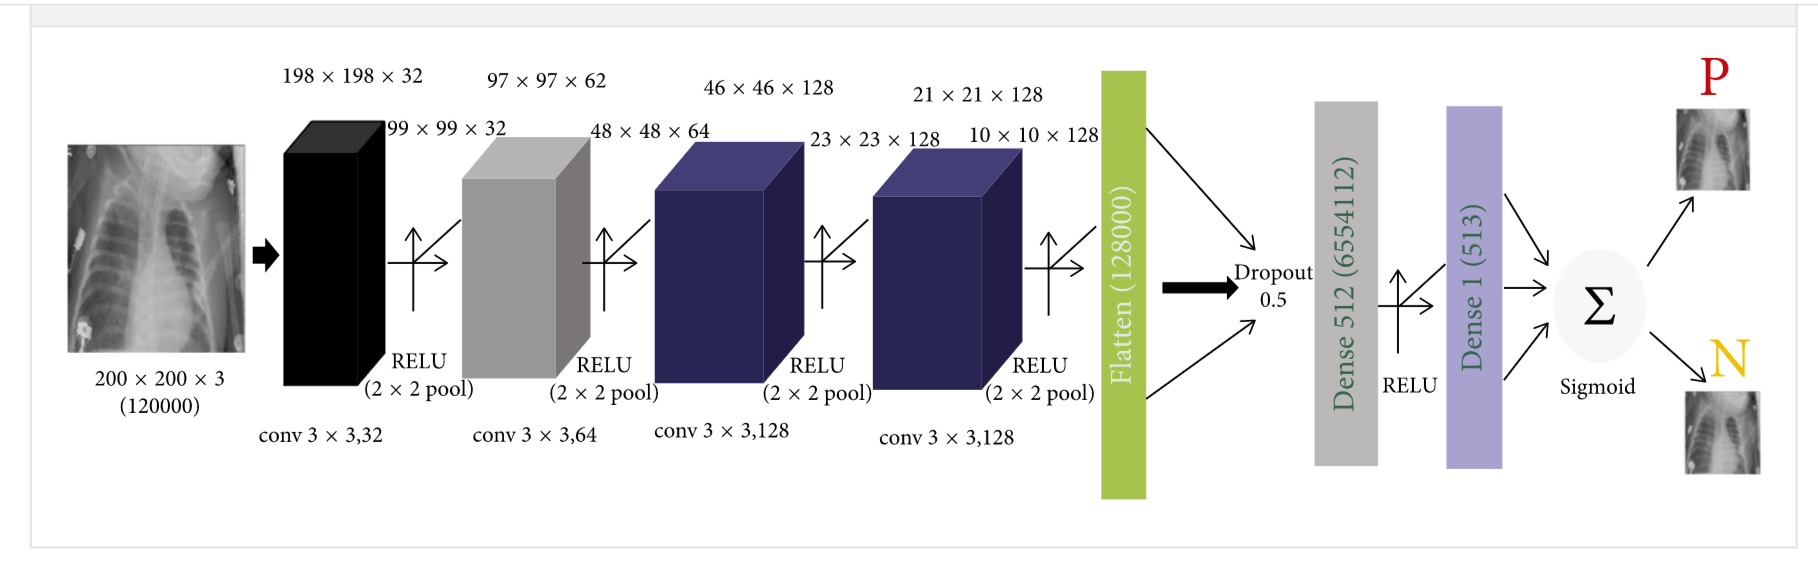 198 × 198 × 32
97 × 97 × 62
46 × 46 × 128
21 × 21 × 128
99 × 99 × 32
48 × 48 × 64
23 × 23 × 128
10 × 10 × 128
200 × 200 × 3
(120000)
RELU
(2 × 2 pool)
RELU
(2 × 2 pool)
RELU
(2 × 2 pool)
RELU
(2 × 2 pool)
conv 3 × 3,32
conv 3 × 3,64
conv 3 × 3,128
conv 3 × 3,128
Flatten (128000)
Dropout
0.5
Dense 512 (6554112)
RELU
Dense 1 (513)
Σ
Sigmoid
P
N